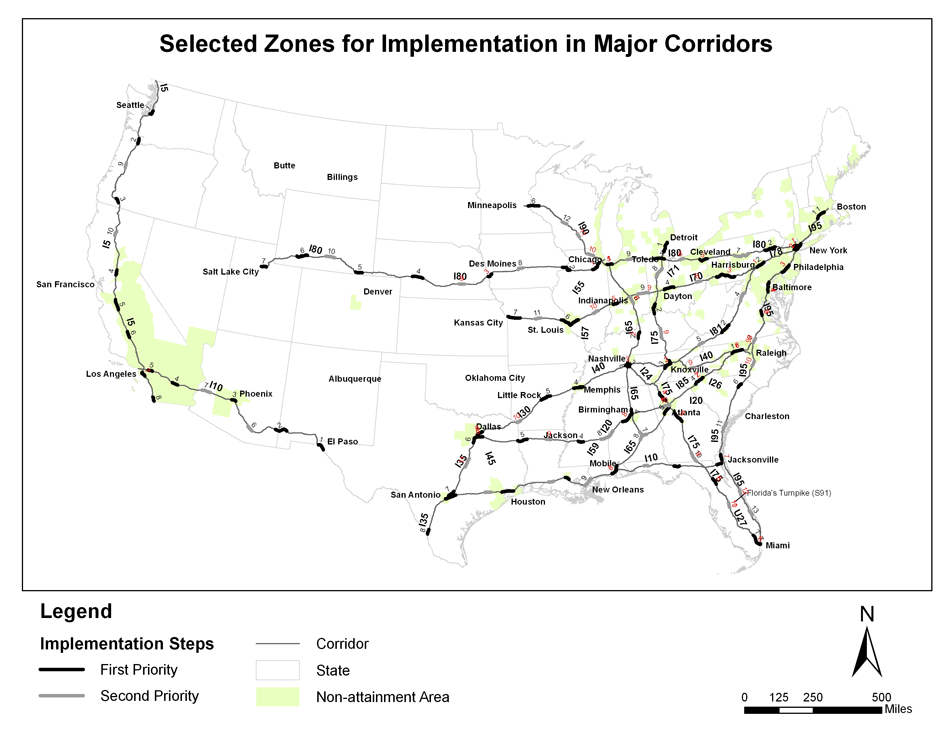 Selected Zones for Implementation in Major Corridors
I5
Seattle
Butte
Billings
Minneapolis
I90
Boston
I95
Detroit
I80
Cleveland
I80
I78
New York
I5
Salt Lake City
I80
I80
Des Moines
Chicago
Toledo
I71
I70
Harrisburg
Philadelphia
San Francisco
Denver
I55
Indianapolis
Dayton
Baltimore
I95
I5
Kansas City
St. Louis
I57
I65
I75
I81
Los Angeles
I10
Phoenix
Albuquerque
Oklahoma City
Nashville
I40
I24
Knoxville
I40
Raleigh
I75
I85
I26
I95
Little Rock
I30
Memphis
I65
Birmingham
Atlanta
I20
Charleston
El Paso
Dallas
I35
I45
Jackson
I20
I59
I65
I75
I95
Mobile
I10
Jacksonville
I75
I95
San Antonio
Houston
New Orleans
Florida's Turnpike (S91)
I35
U27
Miami
Legend
Implementation Steps
First Priority
Second Priority
Corridor
State
Non-attainment Area
N
0 125 250 500
Miles